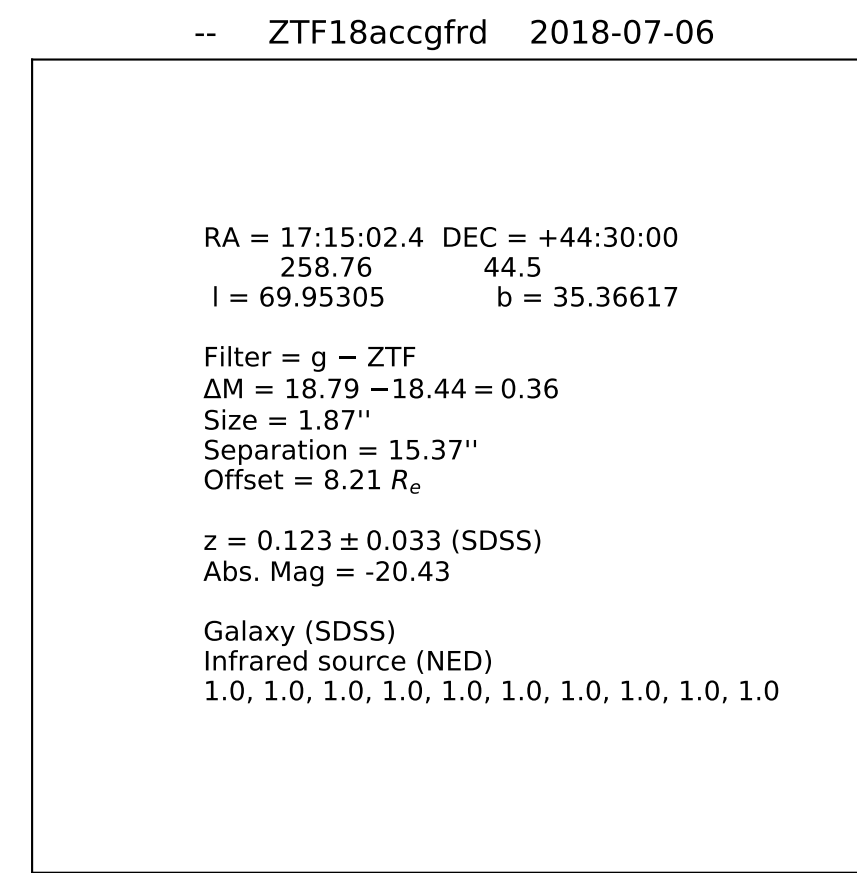 -- ZTF18accgfrd 2018-07-06
RA = 17:15:02.4 DEC = +44:30:00
258.76 44.5
l = 69.95305 b = 35.36617
Filter = g − ZTF
ΔM = 18.79 −18.44 = 0.36
Size = 1.87''
Separation = 15.37''
Offset = 8.21 Re
z = 0.123 ± 0.033 (SDSS)
Abs. Mag = -20.43
Galaxy (SDSS)
Infrared source (NED)
1.0, 1.0, 1.0, 1.0, 1.0, 1.0, 1.0, 1.0, 1.0, 1.0